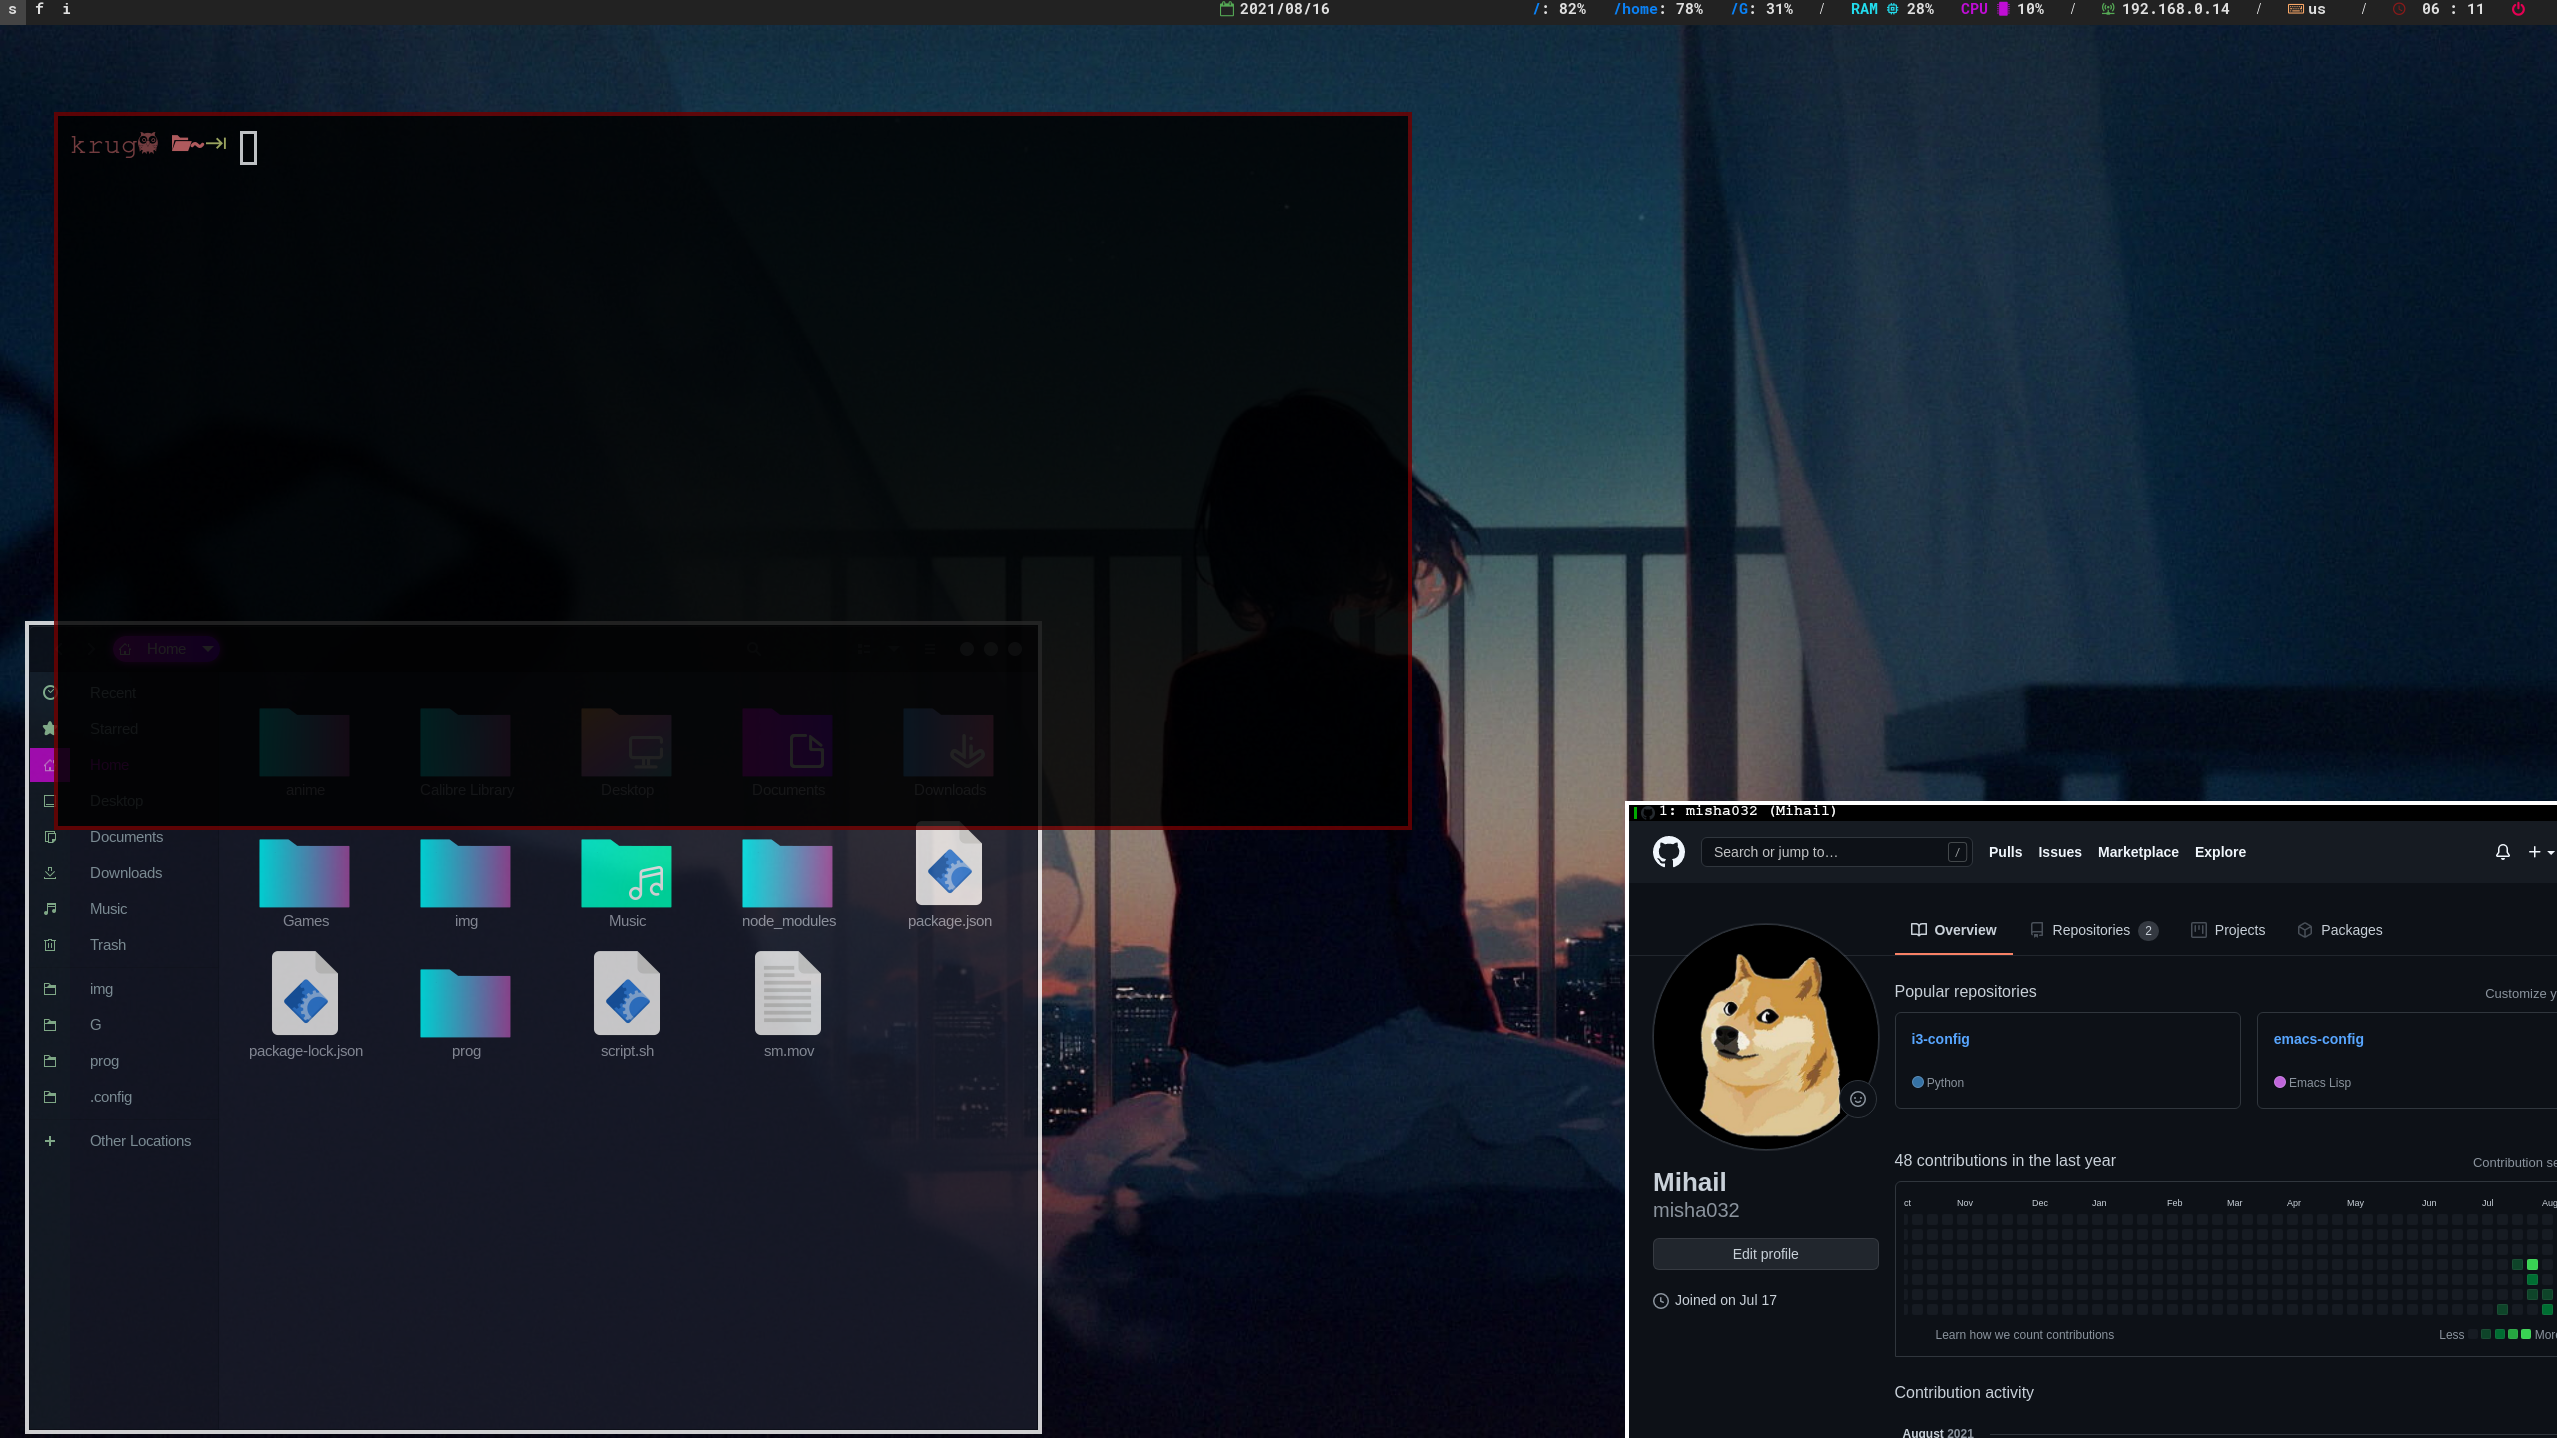 s f i 2021/08/16 /: 82% /home: 78% /G: 31% / RAM 28% CPU 10% / 192.168.0.14 / us / 06 : 11
krug ~
Home
Recent
Starred
Home
Desktop
Documents
Downloads
Music
Trash
img
G
prog
.config
Other Locations
anime Calibre Library Desktop Documents Downloads
Games img Music node_modules package.json
package-lock.json prog script.sh sm.mov
1: misha032 (Mihail)
Search or jump to… / Pulls Issues Marketplace Explore
Overview Repositories 2 Projects Packages
Popular repositories Customize y
i3-config emacs-config
Python Emacs Lisp
48 contributions in the last year Contribution se
Mihail
misha032
Edit profile
Joined on Jul 17
ct Nov Dec Jan Feb Mar Apr May Jun Jul Aug
Learn how we count contributions Less More
Contribution activity
August 2021